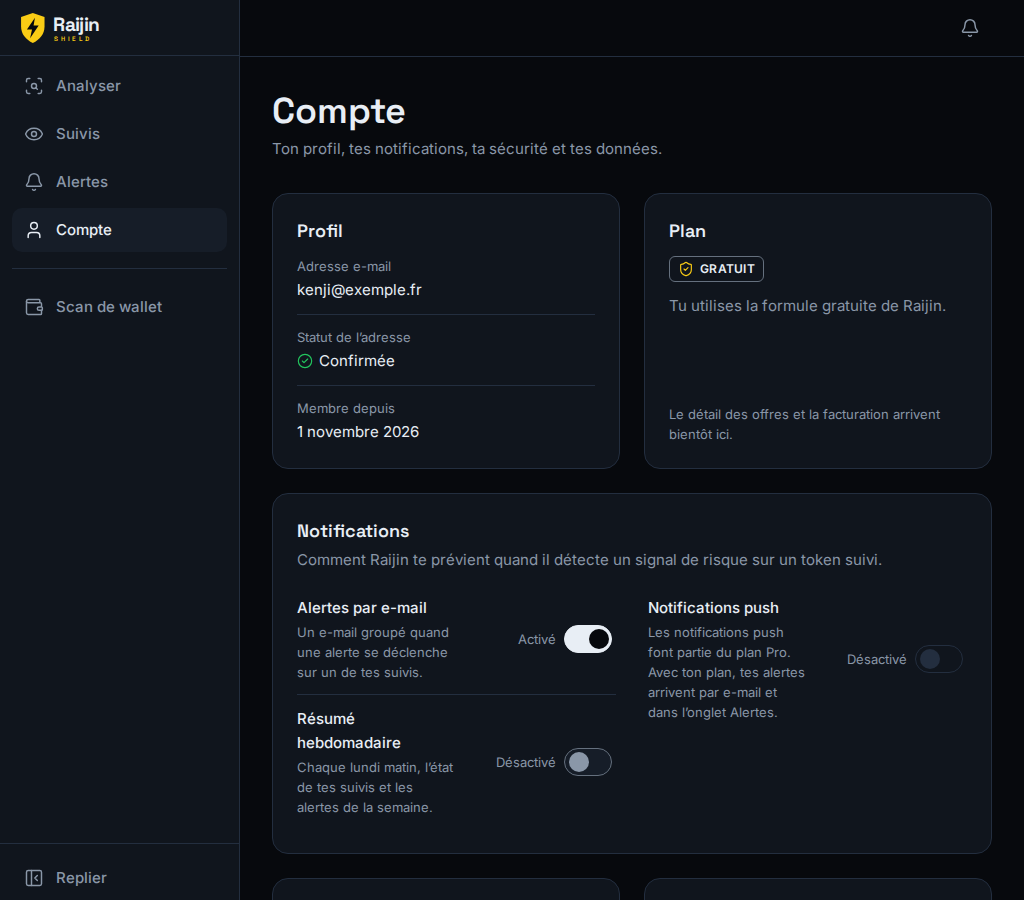 Raijin
SHIELD
Analyser
Suivis
Alertes
Compte
Scan de wallet
Replier
Compte
Ton profil, tes notifications, ta sécurité et tes données.
Profil
Adresse e-mail
kenji@exemple.fr
Statut de l’adresse
Confirmée
Membre depuis
1 novembre 2026
Plan
GRATUIT
Tu utilises la formule gratuite de Raijin.
Le détail des offres et la facturation arrivent
bientôt ici.
Notifications
Comment Raijin te prévient quand il détecte un signal de risque sur un token suivi.
Alertes par e-mail
Un e-mail groupé quand
une alerte se déclenche
sur un de tes suivis.
Activé
Résumé
hebdomadaire
Chaque lundi matin, l’état
de tes suivis et les
alertes de la semaine.
Désactivé
Notifications push
Les notifications push
font partie du plan Pro.
Avec ton plan, tes alertes
arrivent par e-mail et
dans l’onglet Alertes.
Désactivé